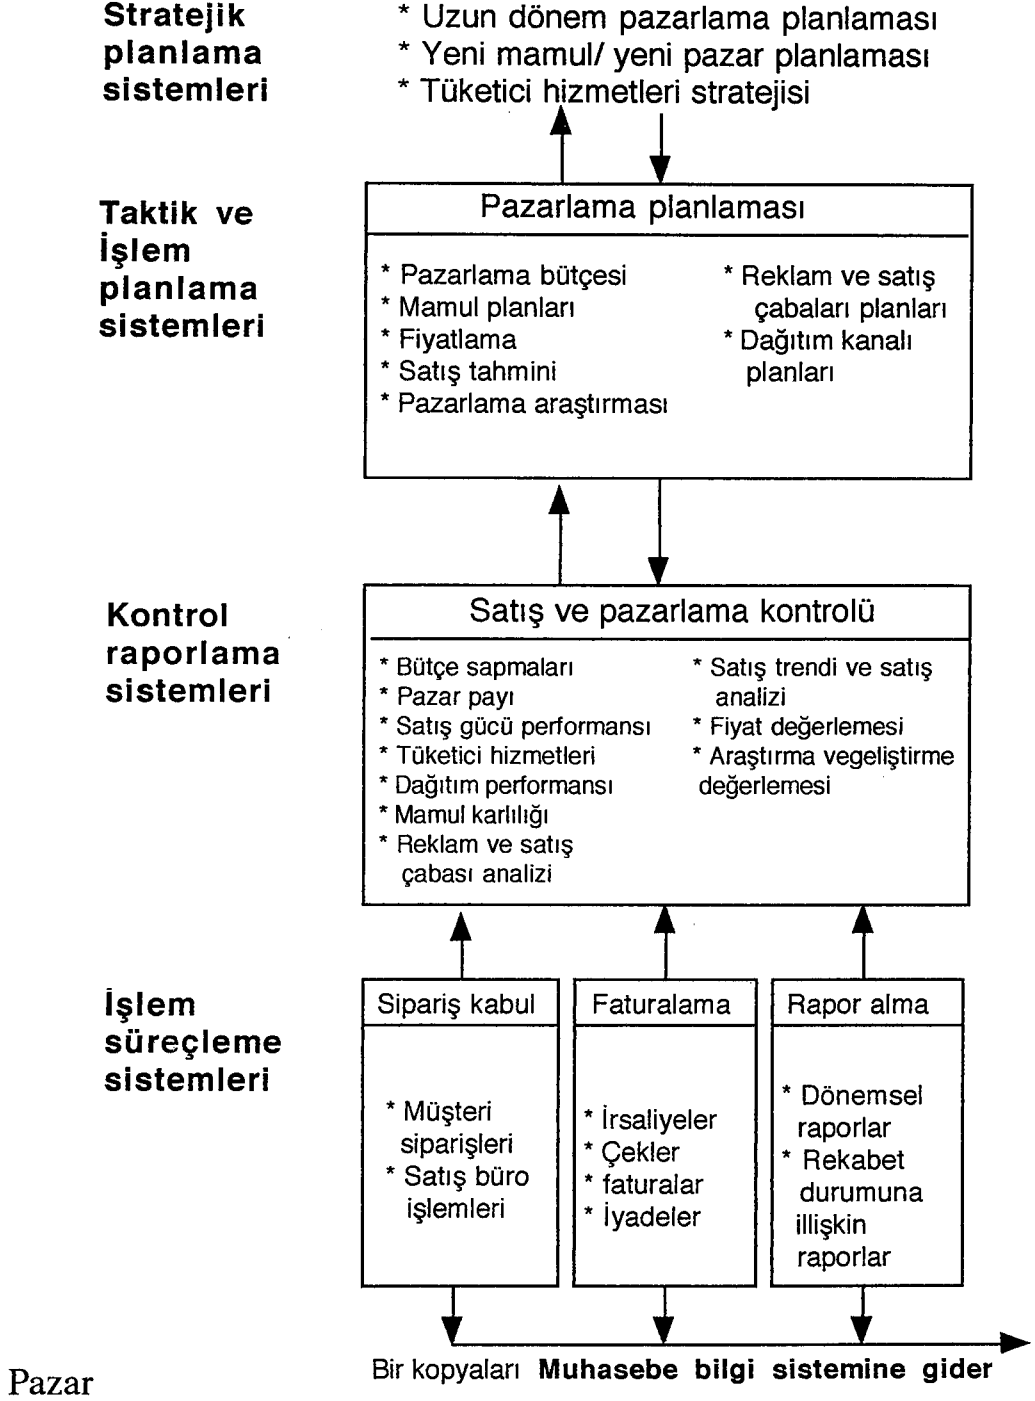 Stratejik
planlama
sistemleri
* Uzun dönem pazarlama planlaması
* Yeni mamul/ yeni pazar planlaması
* Tüketici hizmetleri stratejisi
Taktik ve
İşlem
planlama
sistemleri
Pazarlama planlaması
* Pazarlama bütçesi
* Mamul planları
* Fiyatlama
* Satış tahmini
* Pazarlama araştırması
* Reklam ve satış
çabaları planları
* Dağıtım kanalı
planları
Kontrol
raporlama
sistemleri
Satış ve pazarlama kontrolü
* Bütçe sapmaları
* Pazar payı
* Satış gücü performansı
* Tüketici hizmetleri
* Dağıtım performansı
* Mamul karlılığı
* Reklam ve satış
çabası analizi
* Satış trendi ve satış
analizi
* Fiyat değerlemesi
* Araştırma vegeliştirme
değerlemesi
İşlem
süreçleme
sistemleri
Sipariş kabul
* Müşteri
siparişleri
* Satış büro
işlemleri
Faturalama
* İrsaliyeler
* Çekler
* faturalar
* İyadeler
Rapor alma
* Dönemsel
raporlar
* Rekabet
durumuna
illişkin
raporlar
Bir kopyaları Muhasebe bilgi sistemine gider
Pazar